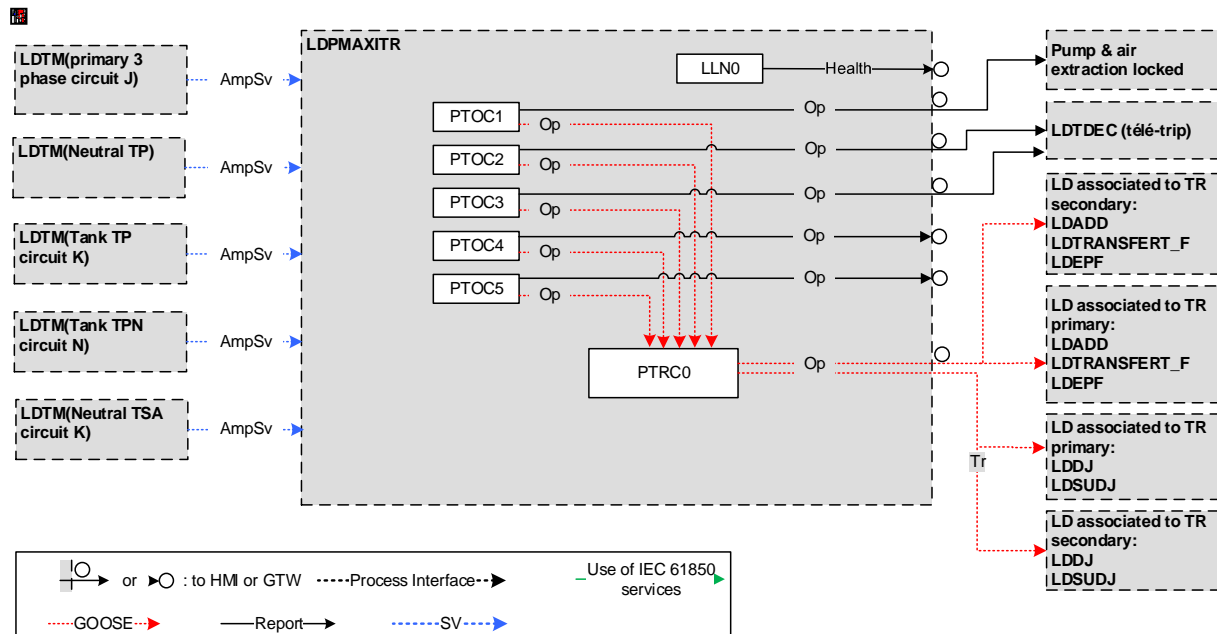 LDTM(primary 3
phase circuit J)
AmpSv
LDTM(Neutral TP)
AmpSv
LDTM(Tank TP
circuit K)
AmpSv
LDTM(Tank TPN
circuit N)
AmpSv
LDTM(Neutral TSA
circuit K)
AmpSv
LDPMAXITR
LLN0
Health
PTOC1
Op
Op
PTOC2
Op
Op
PTOC3
Op
Op
PTOC4
Op
Op
PTOC5
Op
Op
PTRC0
Op
Tr
Pump & air
extraction locked
LDTDEC (télé-trip)
LD associated to TR
secondary:
LDADD
LDTRANSFERT_F
LDEPF
LD associated to TR
primary:
LDADD
LDTRANSFERT_F
LDEPF
LD associated to TR
primary:
LDDJ
LDSUDJ
LD associated to TR
secondary:
LDDJ
LDSUDJ
or : to HMI or GTW
Process Interface
Use of IEC 61850
services
GOOSE
Report
SV